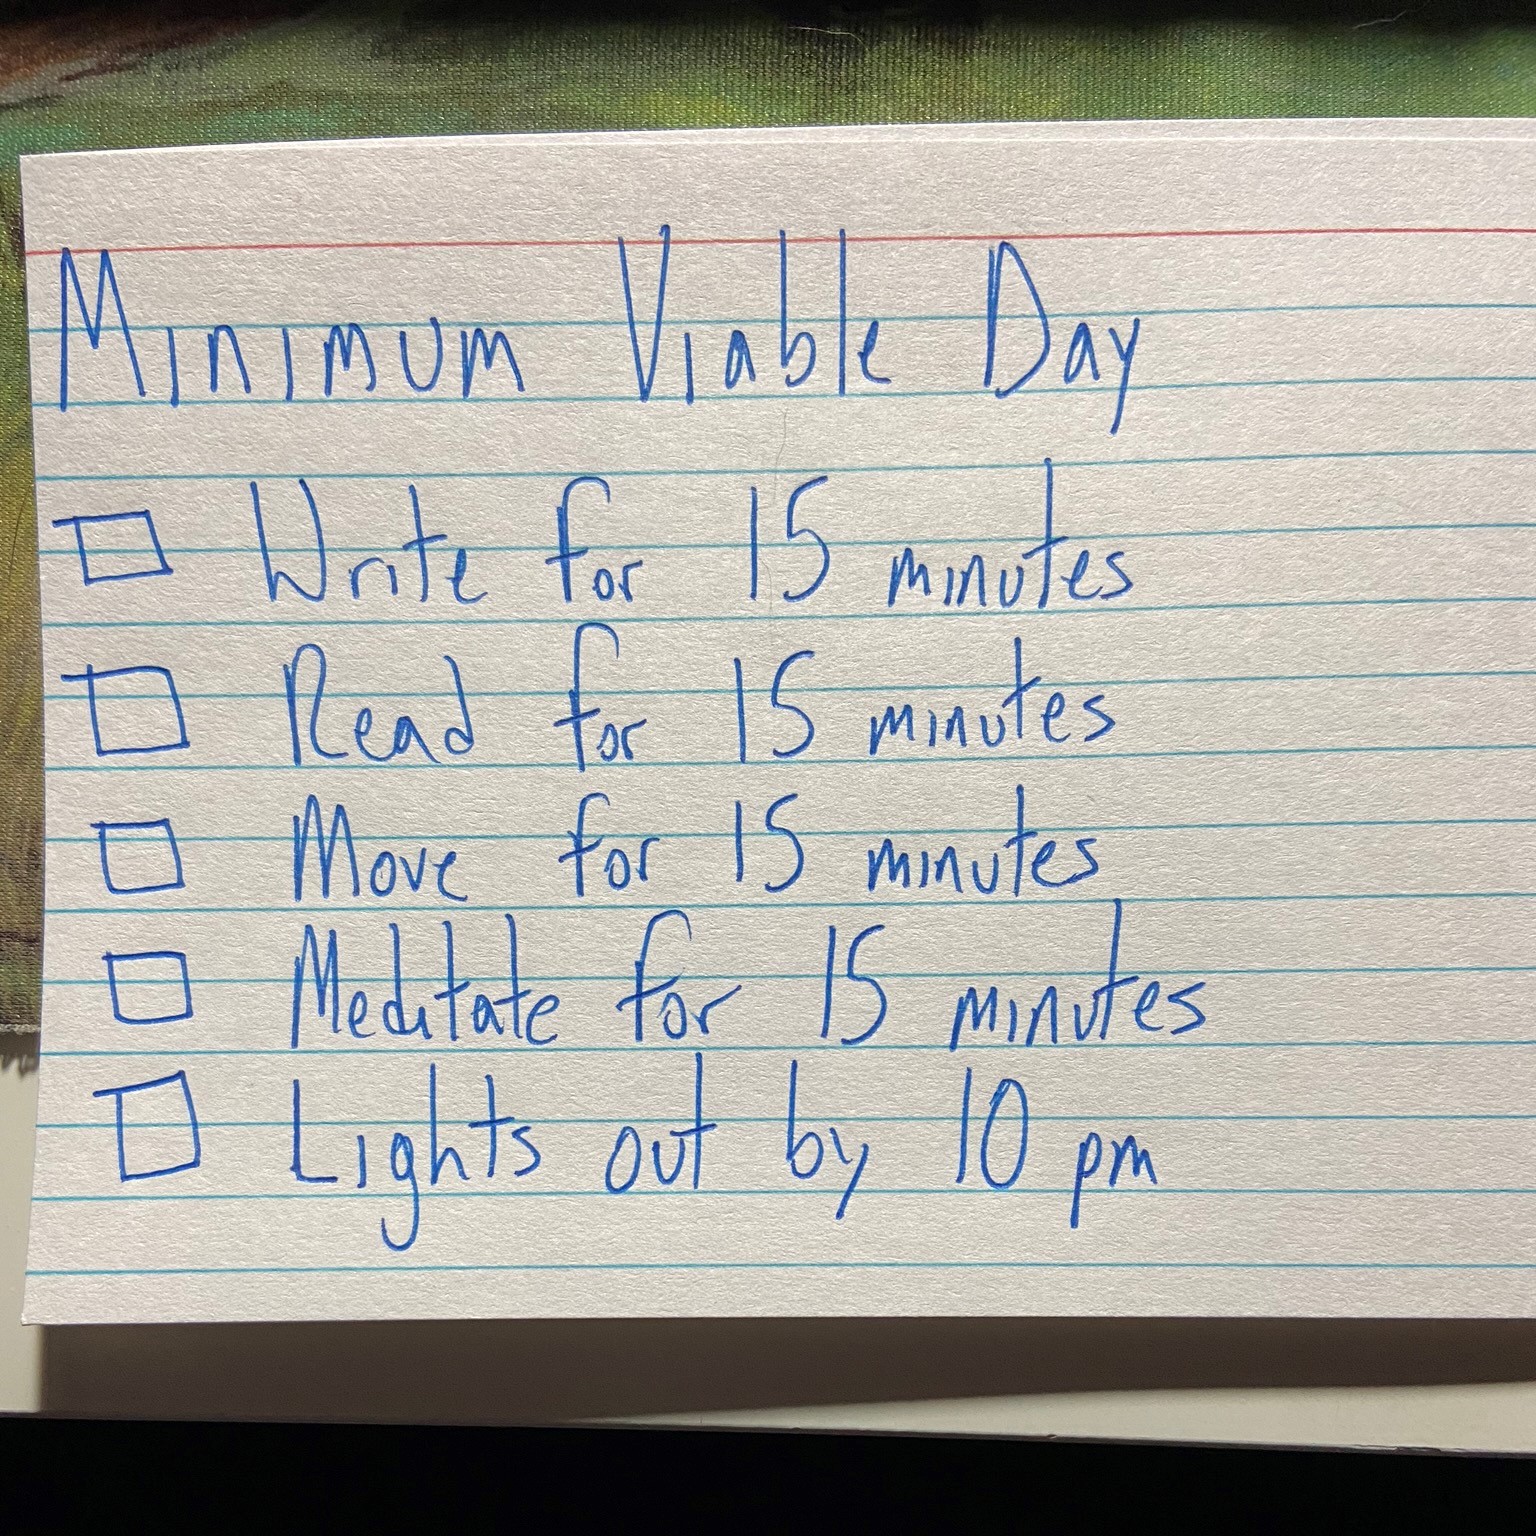 Minimum Viable Day
☐ Write for 15 minutes
☐ Read for 15 minutes
☐ Move for 15 minutes
☐ Meditate for 15 minutes
☐ Lights out by 10 pm